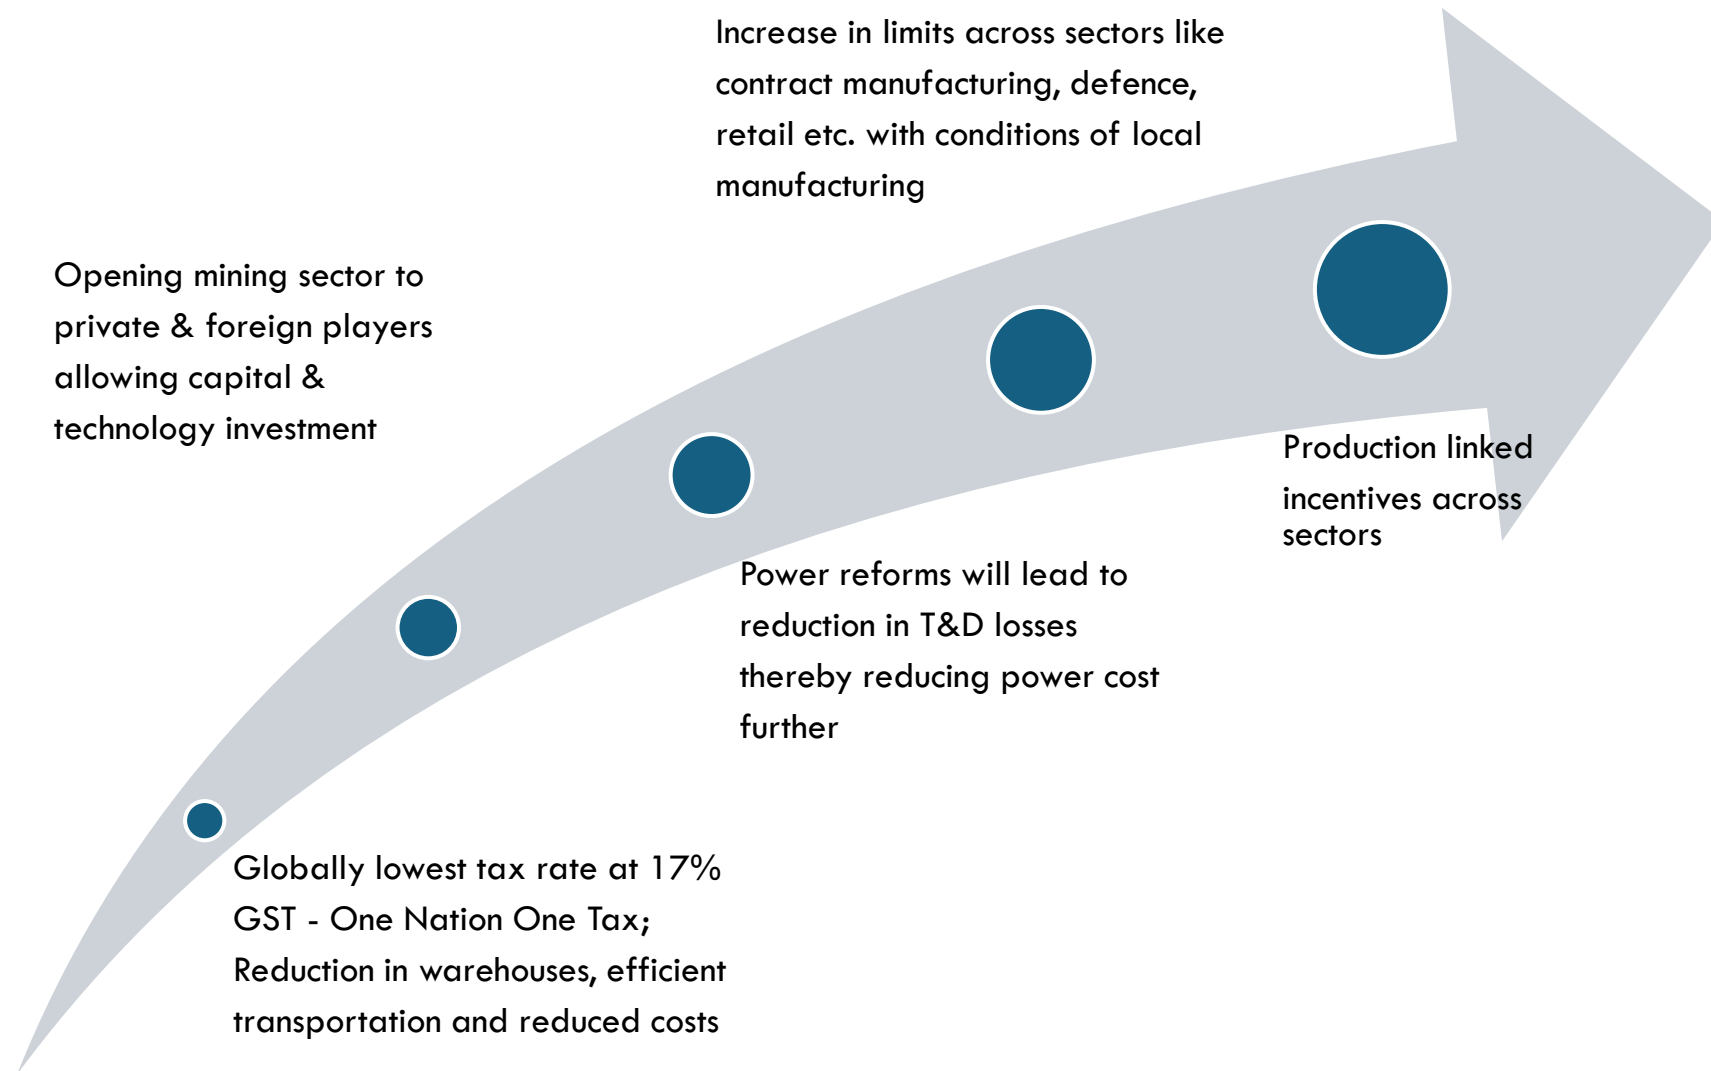 Increase in limits across sectors like
contract manufacturing, defence,
retail etc. with conditions of local
manufacturing
Opening mining sector to
private & foreign players
allowing capital &
technology investment
Production linked
incentives across
sectors
Power reforms will lead to
reduction in T&D losses
thereby reducing power cost
further
Globally lowest tax rate at 17%
GST - One Nation One Tax;
Reduction in warehouses, efficient
transportation and reduced costs